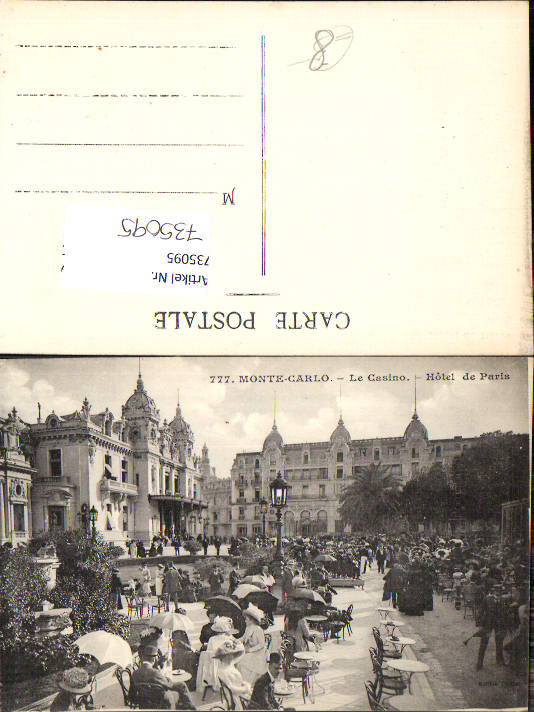 8-
M
735095
735095
Artikel Nr.
CARTE POSTALE
777. MONTE-CARLO. – Le Casino. – Hôtel de Paris